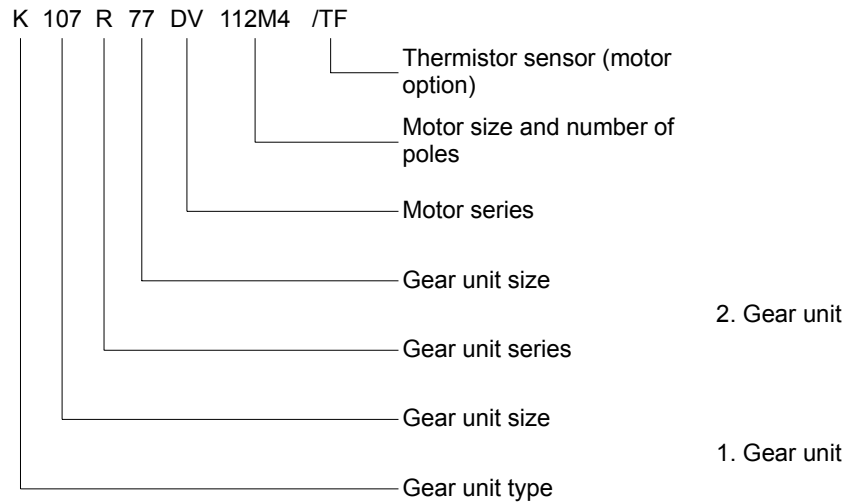 K 107 R 77 DV 112M4 /TF
Thermistor sensor (motor
option)
Motor size and number of
poles
Motor series
Gear unit size
2. Gear unit
Gear unit series
Gear unit size
1. Gear unit
Gear unit type